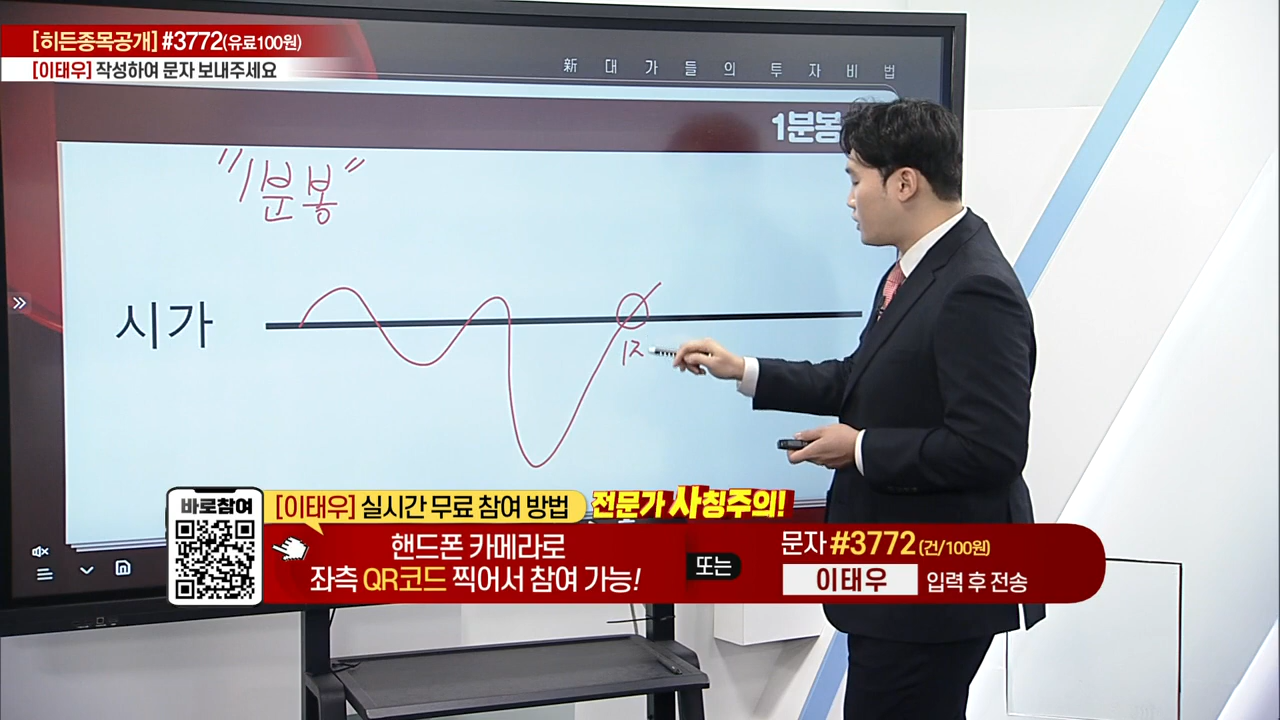 [히든종목공개] #3772(유료100원)
[이태우] 작성하여 문자 보내주세요
新 대 가 들 의 투 자 비 법
1분봉
"1분봉"
시가
바로참여
[이태우] 실시간 무료 참여 방법
전문가 사칭주의!
핸드폰 카메라로
좌측 QR코드 찍어서 참여 가능!
또는
문자 #3772 (건/100원)
이태우 입력 후 전송